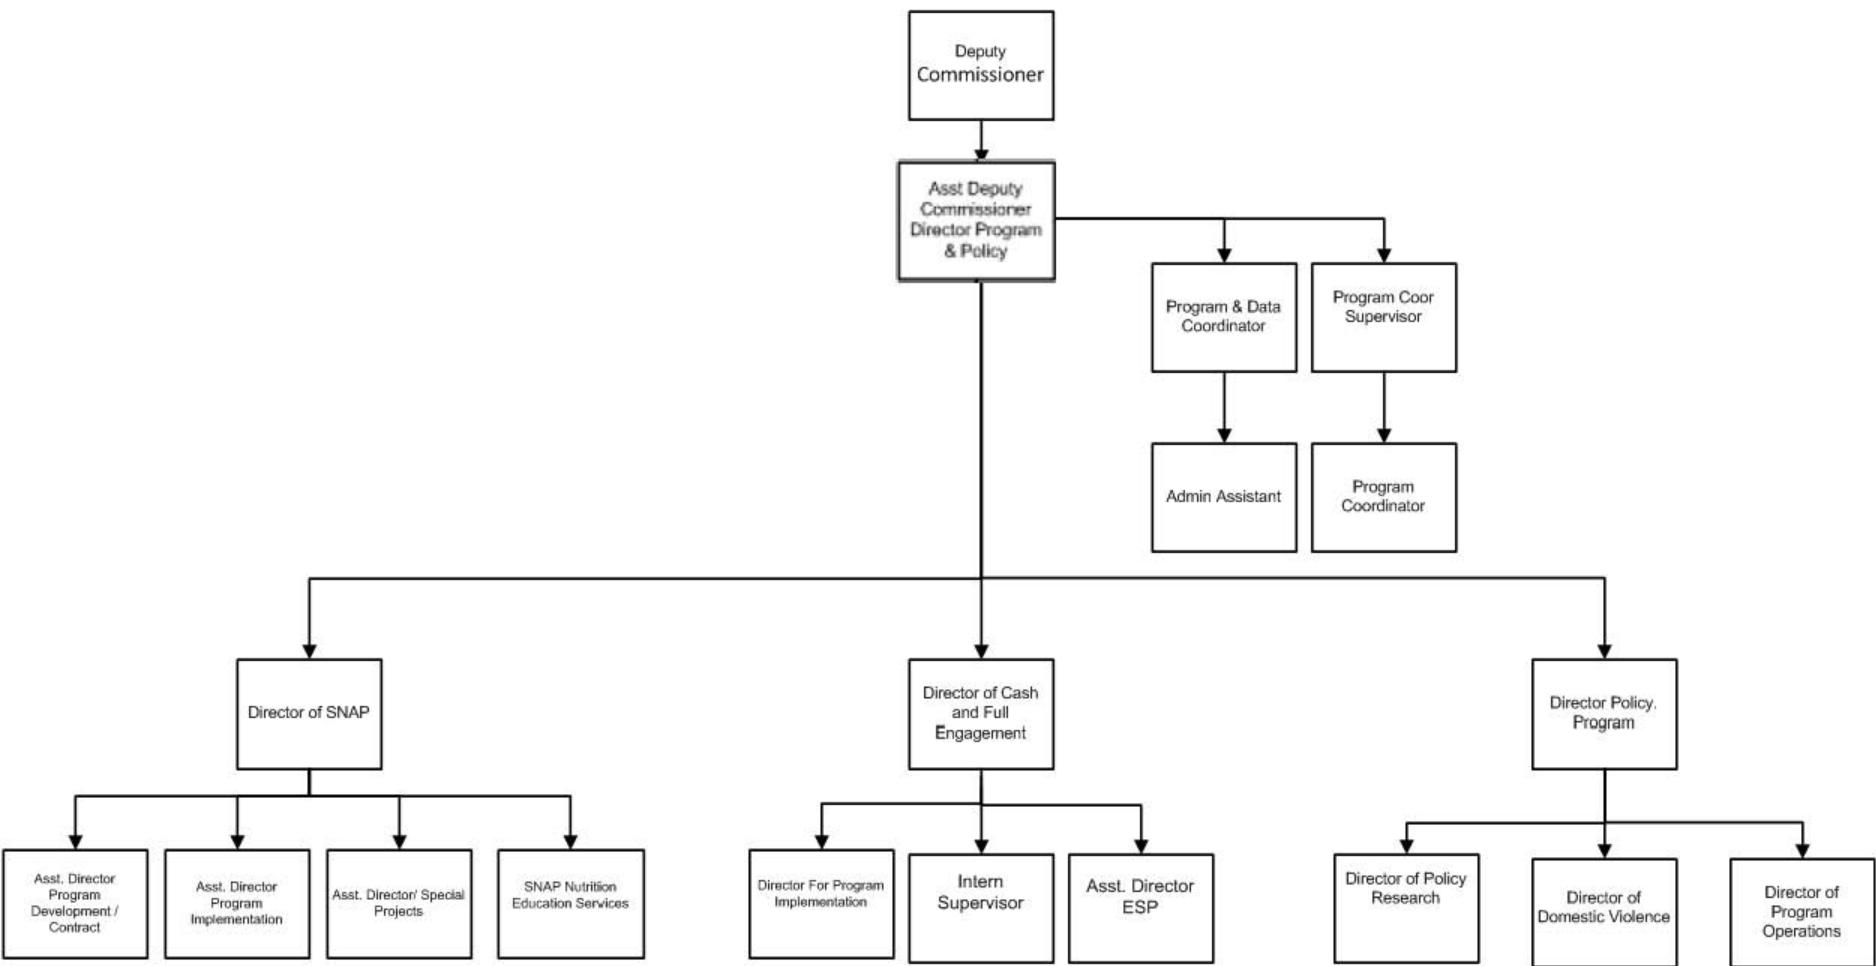 Deputy
Commissioner
Asst Deputy
Commissioner
Director Program
& Policy
Program & Data
Coordinator
Program Coor
Supervisor
Admin Assistant
Program
Coordinator
Director of SNAP
Director of Cash
and Full
Engagement
Director Policy.
Program
Asst. Director
Program
Development /
Contract
Asst. Director
Program
Implementation
Asst. Director/ Special
Projects
SNAP Nutrition
Education Services
Director For Program
Implementation
Intern
Supervisor
Asst. Director
ESP
Director of Policy
Research
Director of
Domestic Violence
Director of
Program
Operations